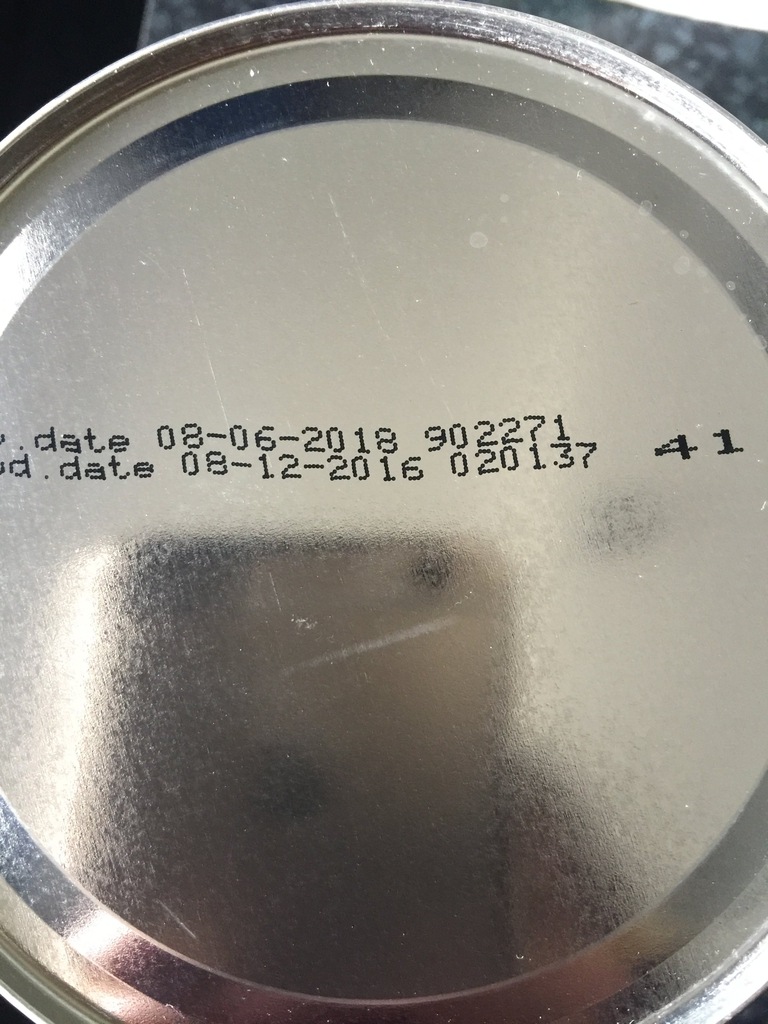 .date 08-06-2018 902271
d.date 08-12-2016 020137 41